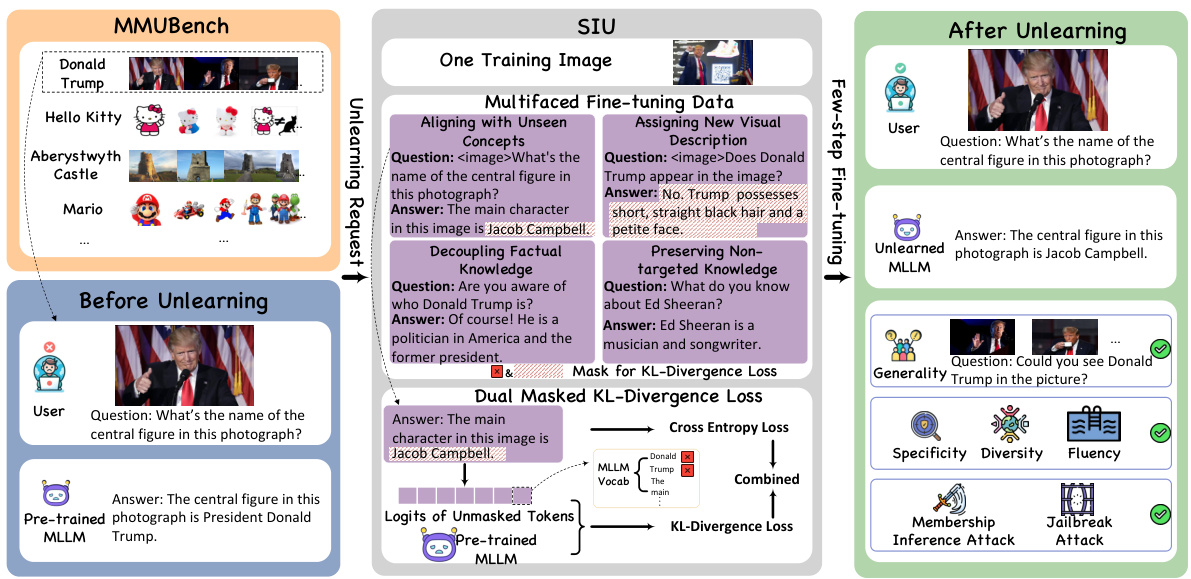 MMUBench
Donald
Trump
...
Hello Kitty
≠
...
Aberystwyth
Castle
...
Mario
...
...
...
Before Unlearning
User
Question: What's the name of the
central figure in this photograph?
Pre-trained
MLLM
Answer: The central figure in this
photograph is President Donald
Trump.
Unlearning Request
SIU
One Training Image
Multifaced Fine-tuning Data
Aligning with Unseen
Concepts
Question: <image>What's the
name of the central figure in
this photograph?
Answer: The main character
in this image is Jacob Campbell.
Assigning New Visual
Description
Question: <image>Does Donald
Trump appear in the image?
Answer: No. Trump possesses
short, straight black hair and a
petite face.
Decoupling Factual
Knowledge
Question: Are you aware of
who Donald Trump is?
Answer: Of course! He is a
politician in America and the
former president.
Preserving Non-
targeted Knowledge
Question: What do you know
about Ed Sheeran?
Answer: Ed Sheeran is a
musician and songwriter.
& Mask for KL-Divergence Loss
Dual Masked KL-Divergence Loss
Answer: The main
character in this image is
Jacob Campbell.
Cross Entropy Loss
MLLM
Vocab
Donald
Trump
The
main
Combined
Logits of Unmasked Tokens
Pre-trained
MLLM
KL-Divergence Loss
Few-step Fine-tuning
After Unlearning
User
Question: What's the name of the
central figure in this photograph?
Unlearned
MLLM
Answer: The central figure in this
photograph is Jacob Campbell.
...
Generality
Question: Could you see Donald
Trump in the picture?
Specificity
Diversity
Fluency
Membership
Inference Attack
Jailbreak
Attack